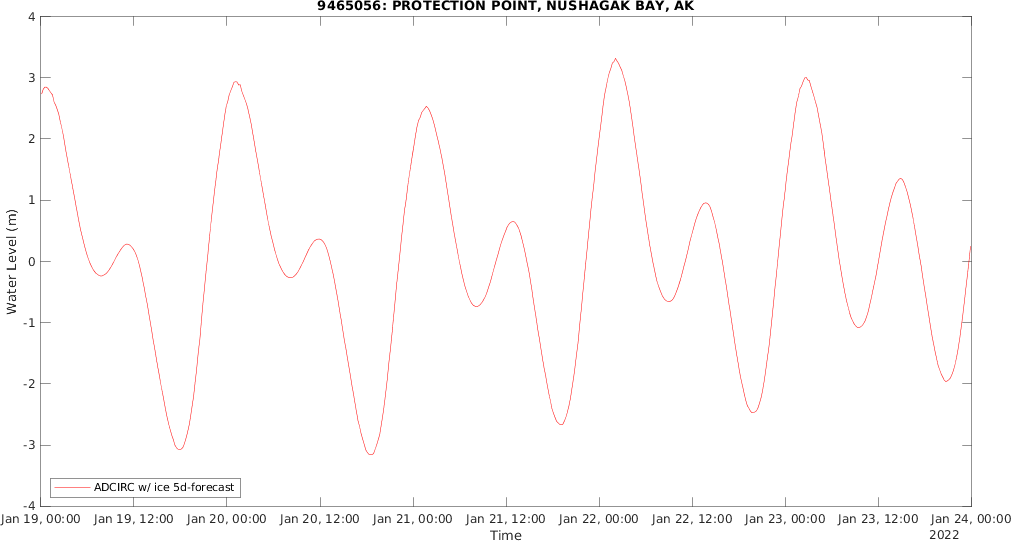 9465056: PROTECTION POINT, NUSHAGAK BAY, AK
4
3
2
1
0
-1
-2
-3
-4
Water Level (m)
ADCIRC w/ ice 5d-forecast
Jan 19, 00:00 Jan 19, 12:00 Jan 20, 00:00 Jan 20, 12:00 Jan 21, 00:00 Jan 21, 12:00 Jan 22, 00:00 Jan 22, 12:00 Jan 23, 00:00 Jan 23, 12:00 Jan 24, 00:00
Time
2022